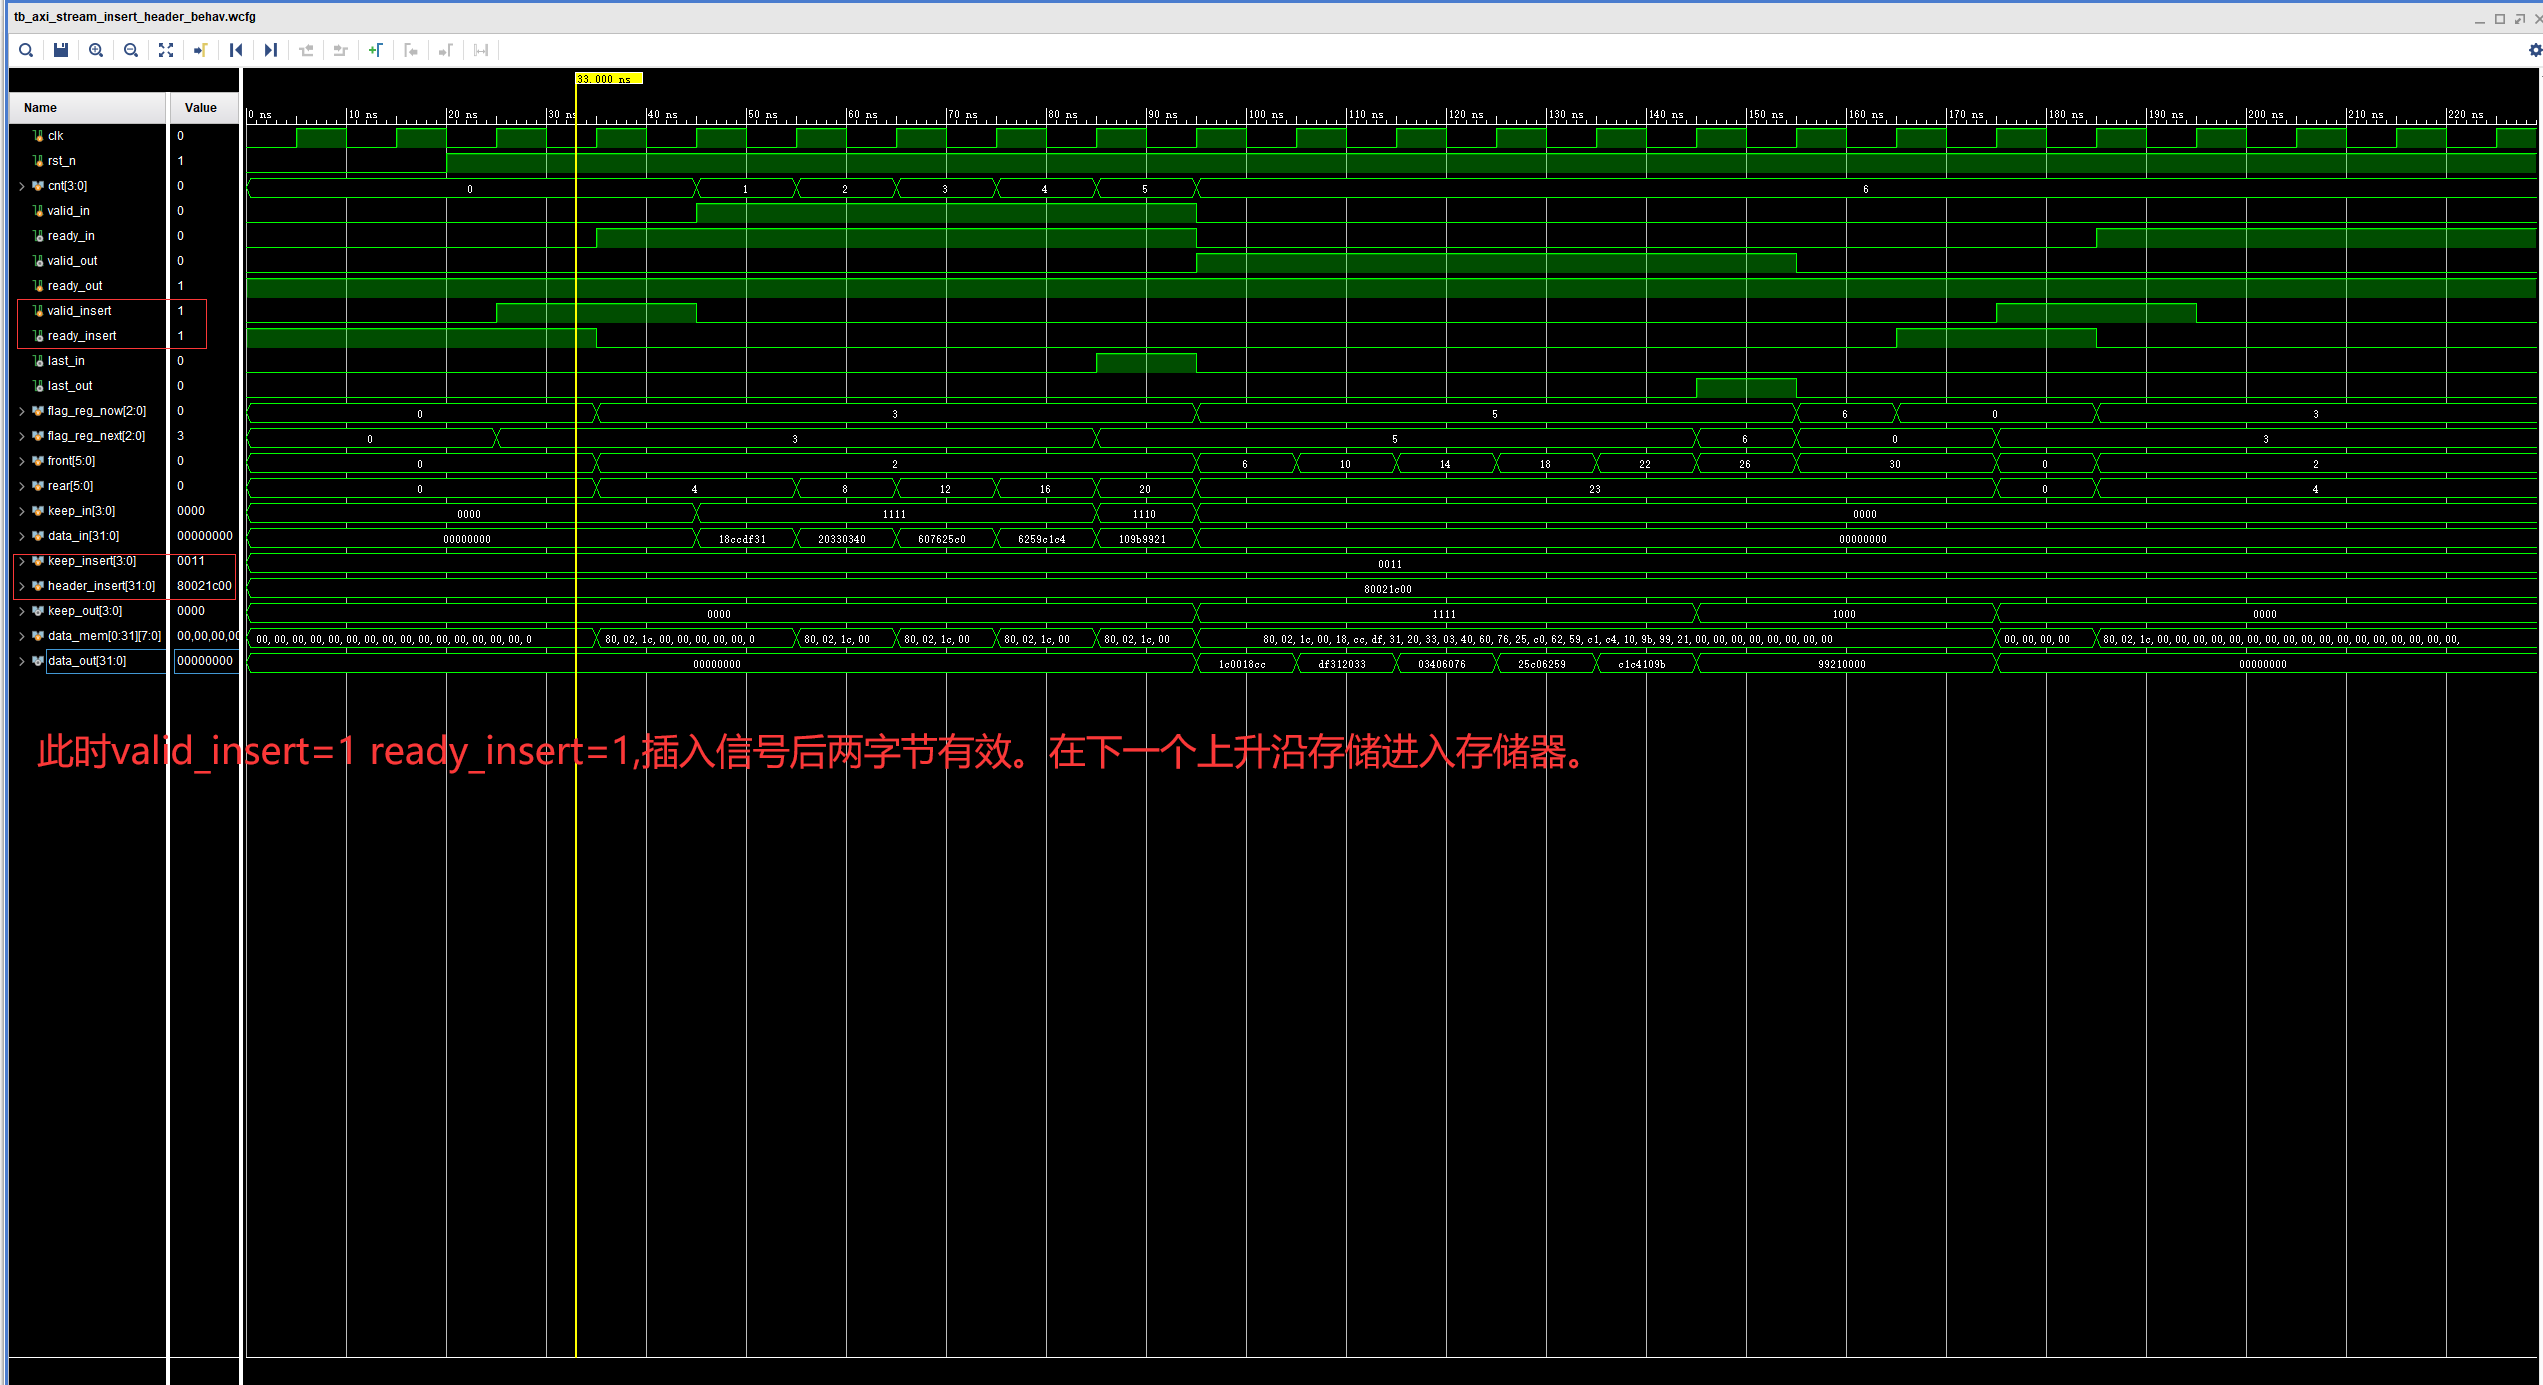 tb_axi_stream_insert_header_behav.wcfg
33.000 ns
Name Value
0 ns 10 ns 20 ns 30 ns 40 ns 50 ns 60 ns 70 ns 80 ns 90 ns 100 ns 110 ns 120 ns 130 ns 140 ns 150 ns 160 ns 170 ns 180 ns 190 ns 200 ns 210 ns 220 ns
clk 0
rst_n 1
cnt[3:0] 0 0 1 2 3 4 5 6
valid_in 0
ready_in 0
valid_out 0
ready_out 1
valid_insert 1
ready_insert 1
last_in 0
last_out 0
flag_reg_now[2:0] 0 0 3 5 6 0 3
flag_reg_next[2:0] 3 0 3 5 6 0 3
front[5:0] 0 0 2 6 10 14 18 22 26 30 0 2
rear[5:0] 0 0 4 8 12 16 20 23 0 4
keep_in[3:0] 0000 0000 1111 1110 0000
data_in[31:0] 00000000 00000000 18ccdf31 20330340 607625c0 6259c1c4 109b9921 00000000
keep_insert[3:0] 0011 0011
header_insert[31:0] 80021c00 80021c00
keep_out[3:0] 0000 0000 1111 1000 0000
data_mem[0:31][7:0] 00,00,00,00 00,00,00,00,00,00,00,00,00,00,00,00,00,00,00,0 80,02,1c,00,00,00,00,00,0 80,02,1c,00 80,02,1c,00 80,02,1c,00 80,02,1c,00 80,02,1c,00,18,cc,df,31,20,33,03,40,60,76,25,c0,62,59,c1,c4,10,9b,99,21,00,00,00,00,00,00,00,00 00,00,00,00 80,02,1c,00,00,00,00,00,00,00,00,00,00,00,00,00,00,00,00,00,
data_out[31:0] 00000000 00000000 1c0018cc df312033 03406076 25c06259 c1c4109b 99210000 00000000
此时valid_insert=1 ready_insert=1,插入信号后两字节有效。在下一个上升沿存储进入存储器。